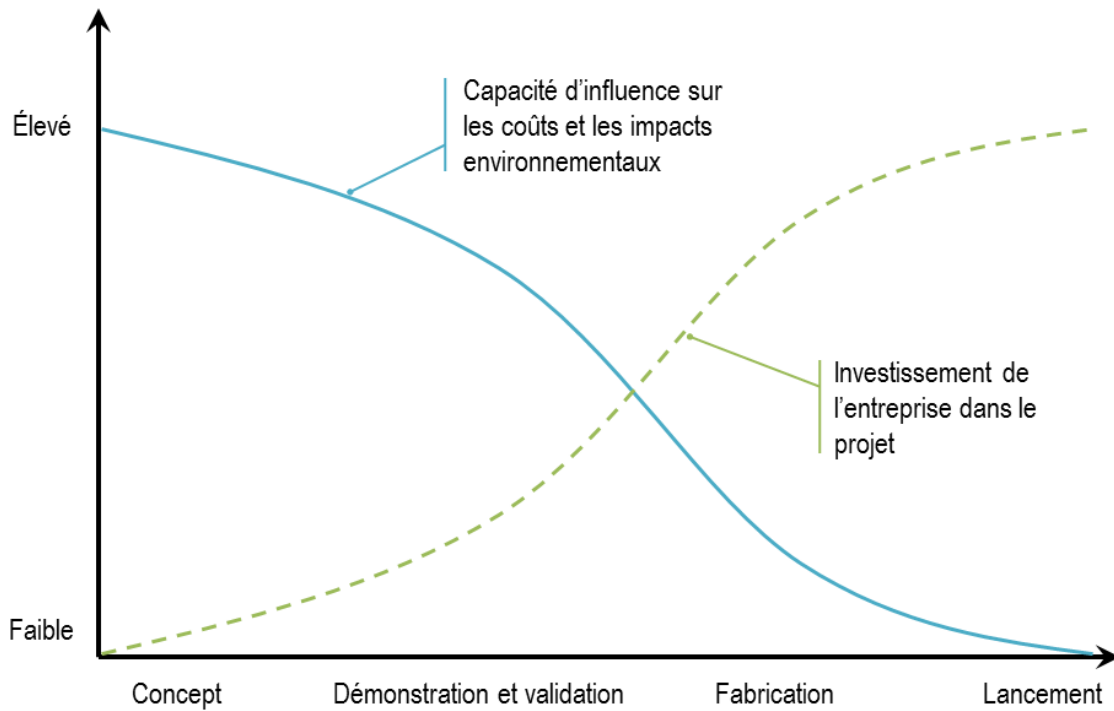 Élevé
Capacité d’influence sur
les coûts et les impacts
environnementaux
Investissement de
l’entreprise dans le
projet
Faible
Concept
Démonstration et validation
Fabrication
Lancement